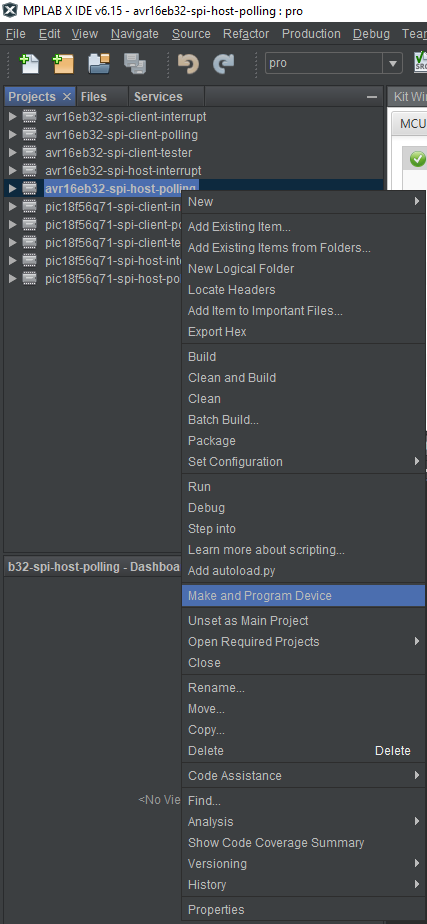 MPLAB X IDE v6.15 - avr16eb32-spi-host-polling : pro
File Edit View Navigate Source Refactor Production Debug
pro
Projects Files Services
Kit
avr16eb32-spi-client-interrupt
MCU
avr16eb32-spi-client-polling
avr16eb32-spi-client-tester
avr16eb32-spi-host-interrupt
avr16eb32-spi-host-polling
pic18f56q71-spi-client-in
pic18f56q71-spi-client-po
pic18f56q71-spi-client-te
pic18f56q71-spi-host-inte
pic18f56q71-spi-host-po
New
Add Existing Item...
Add Existing Items from Folders...
New Logical Folder
Locate Headers
Add Item to Important Files...
Export Hex
Build
Clean and Build
Clean
Batch Build...
Package
Set Configuration
Run
Debug
Step into
Learn more about scripting...
Add autoload.py
Make and Program Device
b32-spi-host-polling - Dashboa
Unset as Main Project
Open Required Projects
Close
Rename...
Move...
Copy...
Delete Delete
Code Assistance
<No Vie
Find...
Analysis
Show Code Coverage Summary
Versioning
History
Properties